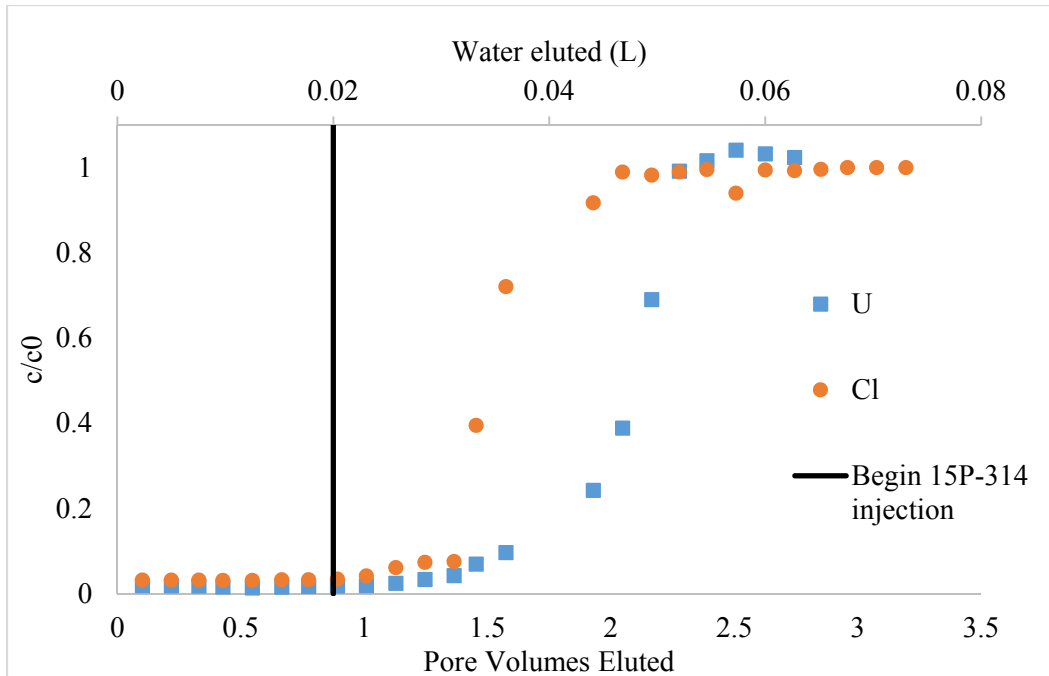 Water eluted (L)
0 0.02 0.04 0.06 0.08
1
0.8
0.6
0.4
0.2
0
c/c0
U
Cl
Begin 15P-314
injection
0 0.5 1 1.5 2 2.5 3 3.5
Pore Volumes Eluted